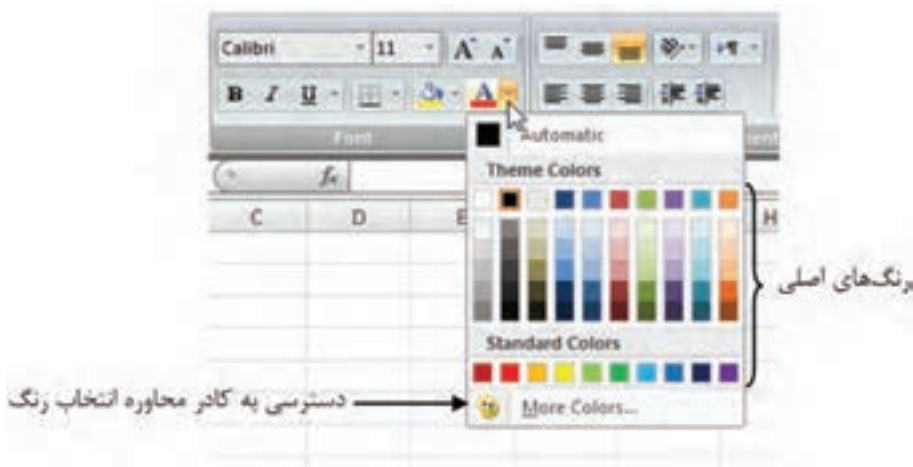 Calibri 11 A A
B I U A
Font
Automatic
Theme Colors
fx
C D E H
رنگ‌های اصلی
Standard Colors
More Colors...
دسترسی به کادر محاوره انتخاب رنگ